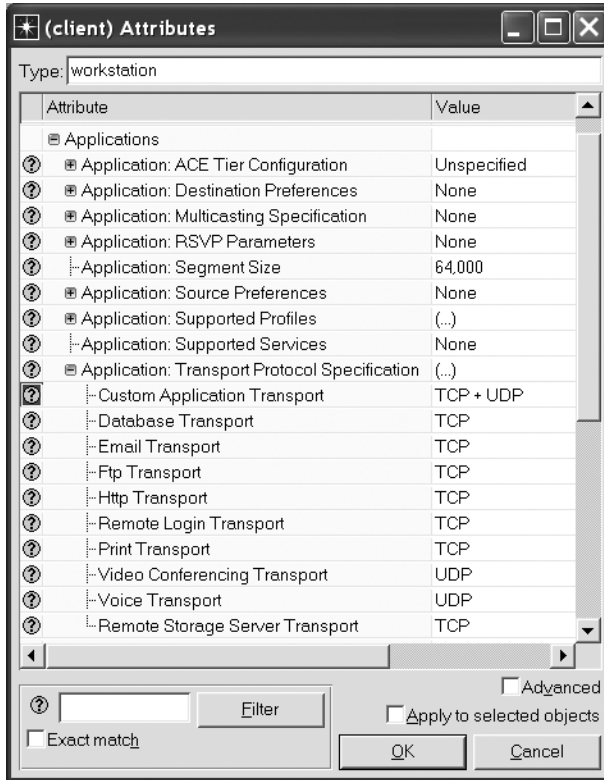 (client) Attributes
Type: workstation
Attribute Value
Applications
Application: ACE Tier Configuration Unspecified
Application: Destination Preferences None
Application: Multicasting Specification None
Application: RSVP Parameters None
Application: Segment Size 64,000
Application: Source Preferences None
Application: Supported Profiles (...)
Application: Supported Services None
Application: Transport Protocol Specification (...)
Custom Application Transport TCP + UDP
Database Transport TCP
Email Transport TCP
Ftp Transport TCP
Http Transport TCP
Remote Login Transport TCP
Print Transport TCP
Video Conferencing Transport UDP
Voice Transport UDP
Remote Storage Server Transport TCP
Advanced
Filter
Apply to selected objects
Exact match
OK Cancel